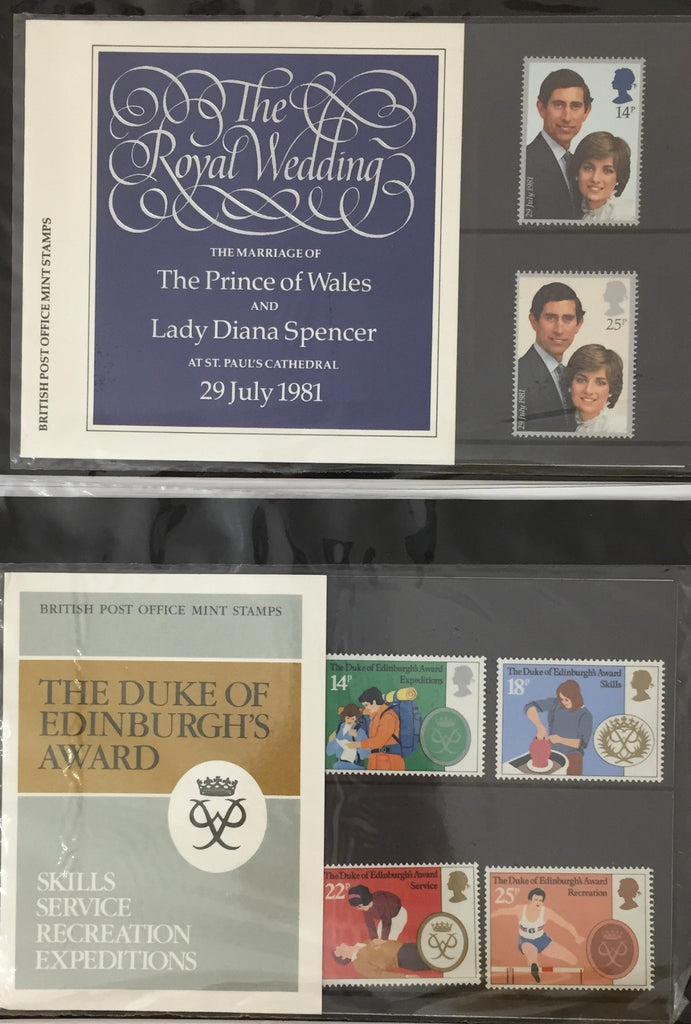 BRITISH POST OFFICE MINT STAMPS
The
Royal Wedding
THE MARRIAGE OF
The Prince of Wales
AND
Lady Diana Spencer
AT ST. PAUL'S CATHEDRAL
29 July 1981
14P
29 July 1981
25P
29 July 1981
BRITISH POST OFFICE MINT STAMPS
THE DUKE OF
EDINBURGH'S
AWARD
SKILLS
SERVICE
RECREATION
EXPEDITIONS
The Duke of Edinburgh's Award
Expeditions
14P
The Duke of Edinburgh's Award
Skills
18P
The Duke of Edinburgh's Award
Service
22P
The Duke of Edinburgh's Award
Recreation
25P